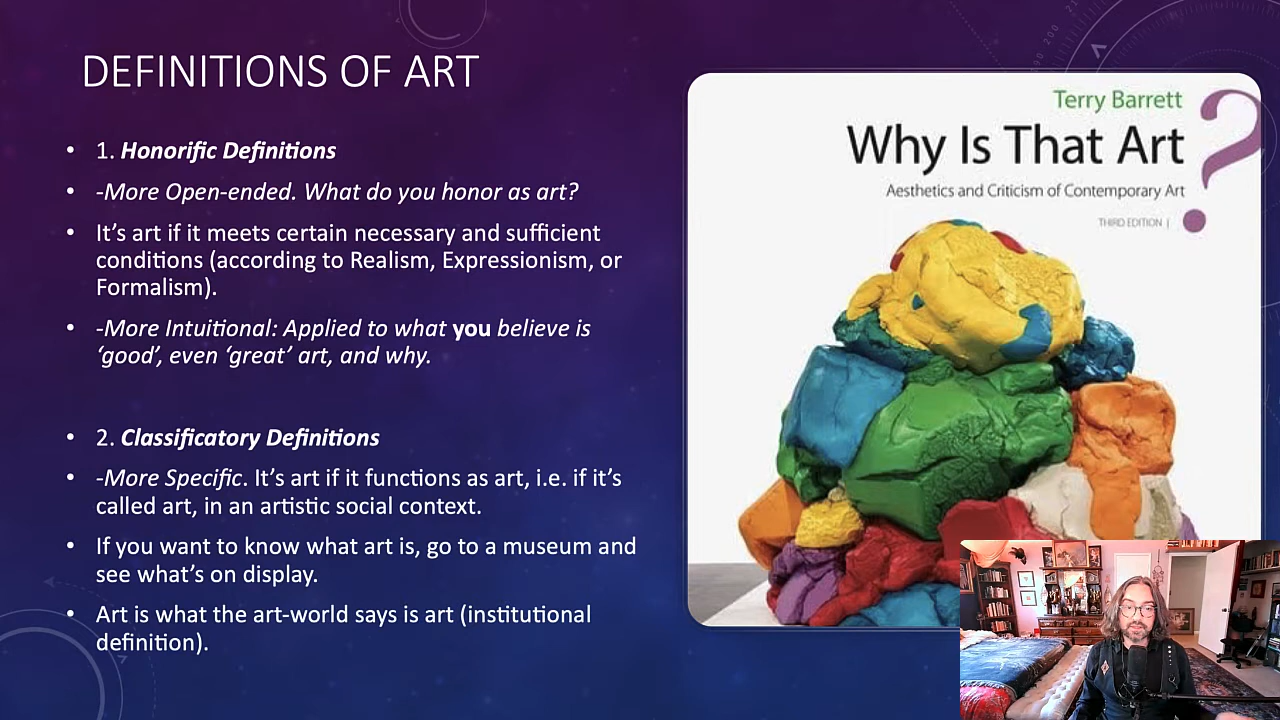 DEFINITIONS OF ART
• 1. Honorific Definitions
• -More Open-ended. What do you honor as art?
• It’s art if it meets certain necessary and sufficient
conditions (according to Realism, Expressionism, or
Formalism).
• -More Intuitional: Applied to what you believe is
‘good’, even ‘great’ art, and why.
• 2. Classificatory Definitions
• -More Specific. It’s art if it functions as art, i.e. if it’s
called art, in an artistic social context.
• If you want to know what art is, go to a museum and
see what’s on display.
• Art is what the art-world says is art (institutional
definition).
Terry Barrett
Why Is That Art?
Aesthetics and Criticism of Contemporary Art
THIRD EDITION |